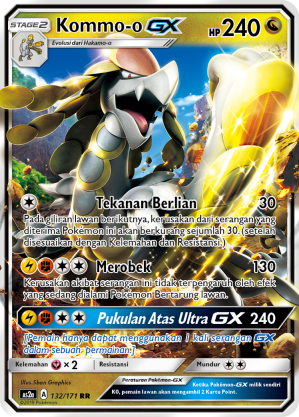 STAGE2 Kommo-o GX HP 240
Evolusi dari Hakamo-o
Tekanan Berlian 30
Pada giliran lawan berikutnya, kerusakan dari serangan yang
diterima Pokémon ini akan berkurang sejumlah 30. (setelah
disesuaikan dengan Kelemahan dan Resistansi.)
Merobek 130
Kerusakan akibat serangan ini tidak terpengaruh oleh efek
yang sedang dialami Pokémon Bertarung lawan.
Pukulan Atas Ultra GX 240
[Pemain hanya dapat menggunakan 1 kali serangan GX
dalam sebuah permainan.]
Kelemahan ×2 Resistansi Mundur
Illus. 5ban Graphics
Peraturan Pokémon-GX
AS2a A 132/171 RR
Ketika Pokémon-GX milik sendiri
KO, pemain lawan akan mengambil 2 Kartu Point.
©2018 Pokémon